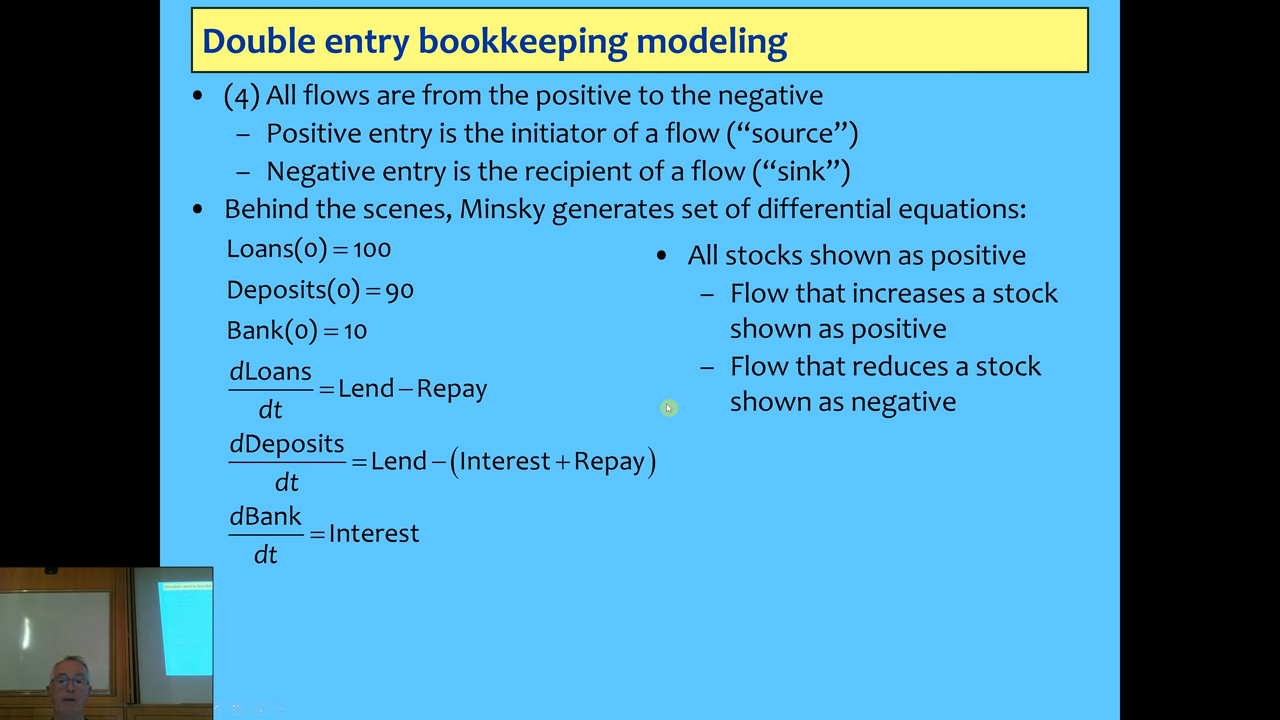 Double entry bookkeeping modeling
• (4) All flows are from the positive to the negative
– Positive entry is the initiator of a flow (“source”)
– Negative entry is the recipient of a flow (“sink”)
• Behind the scenes, Minsky generates set of differential equations:
Loans(0) = 100
Deposits(0) = 90
Bank(0) = 10
dLoans
dt
= Lend − Repay
dDeposits
dt
= Lend − (Interest + Repay)
dBank
dt
= Interest
• All stocks shown as positive
– Flow that increases a stock
shown as positive
– Flow that reduces a stock
shown as negative